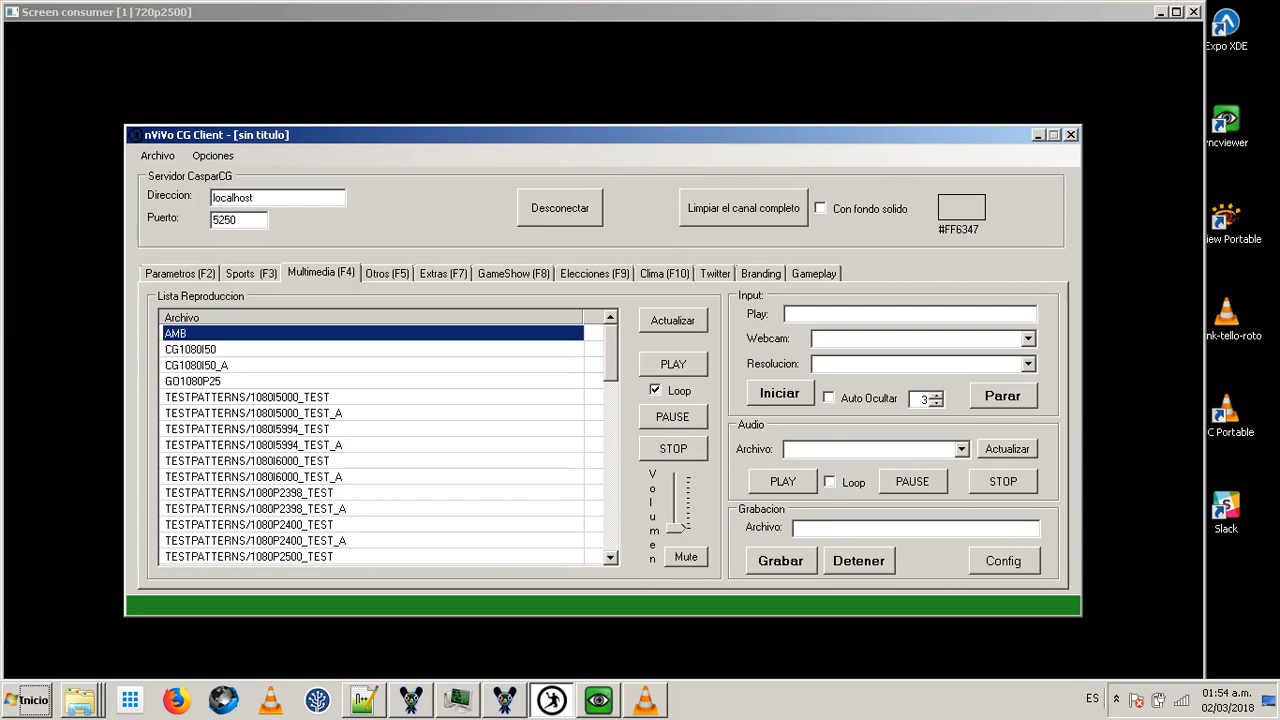 Screen consumer [1|720p2500]
Expo XDE
nViVo CG Client - [sin titulo]
Archivo Opciones
Servidor CasparCG
Direccion: localhost
Puerto: 5250
Desconectar
Limpiar el canal completo
Con fondo solido
#FF6347
Parametros (F2) Sports (F3) Multimedia (F4) Otros (F5) Extras (F7) GameShow (F8) Elecciones (F9) Clima (F10) Twitter Branding Gameplay
Lista Reproduccion
Archivo
AMB
CG1080I50
CG1080I50_A
GO1080P25
TESTPATTERNS/1080I5000_TEST
TESTPATTERNS/1080I5000_TEST_A
TESTPATTERNS/1080I5994_TEST
TESTPATTERNS/1080I5994_TEST_A
TESTPATTERNS/1080I6000_TEST
TESTPATTERNS/1080I6000_TEST_A
TESTPATTERNS/1080P2398_TEST
TESTPATTERNS/1080P2398_TEST_A
TESTPATTERNS/1080P2400_TEST
TESTPATTERNS/1080P2400_TEST_A
TESTPATTERNS/1080P2500_TEST
Actualizar
PLAY
Loop
PAUSE
STOP
Volumen
Mute
Input:
Play:
Webcam:
Resolucion:
Iniciar Auto Ocultar 3 Parar
Audio
Archivo: Actualizar
PLAY Loop PAUSE STOP
Grabacion
Archivo:
Grabar Detener Config
ncviewer
iew Portable
nk-tello-roto
C Portable
Slack
Inicio
ES
01:54 a.m.
02/03/2018